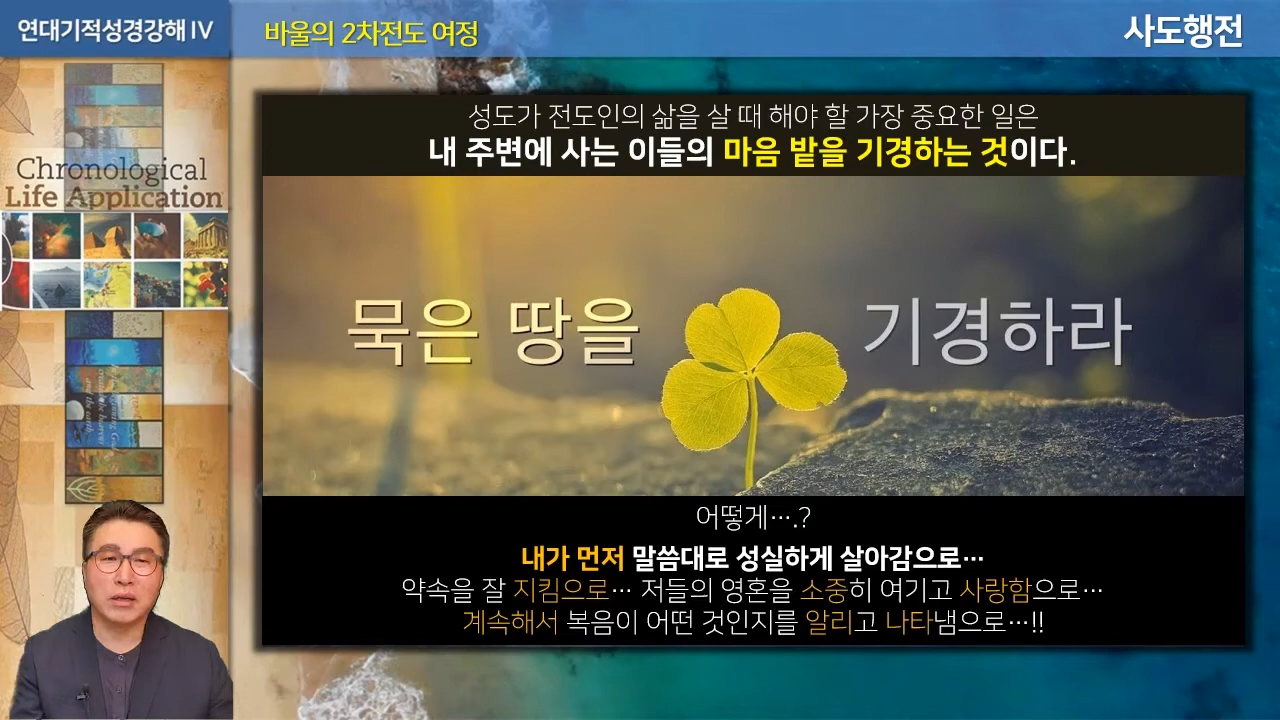 연대기적성경강해 IV
바울의 2차전도 여정
사도행전
Chronological
Life Application
성도가 전도인의 삶을 살 때 해야 할 가장 중요한 일은
내 주변에 사는 이들의 마음 밭을 기경하는 것이다.
묵은 땅을 기경하라
어떻게….?
내가 먼저 말씀대로 성실하게 살아감으로…
약속을 잘 지킴으로… 저들의 영혼을 소중히 여기고 사랑함으로…
계속해서 복음이 어떤 것인지를 알리고 나타냄으로…!!